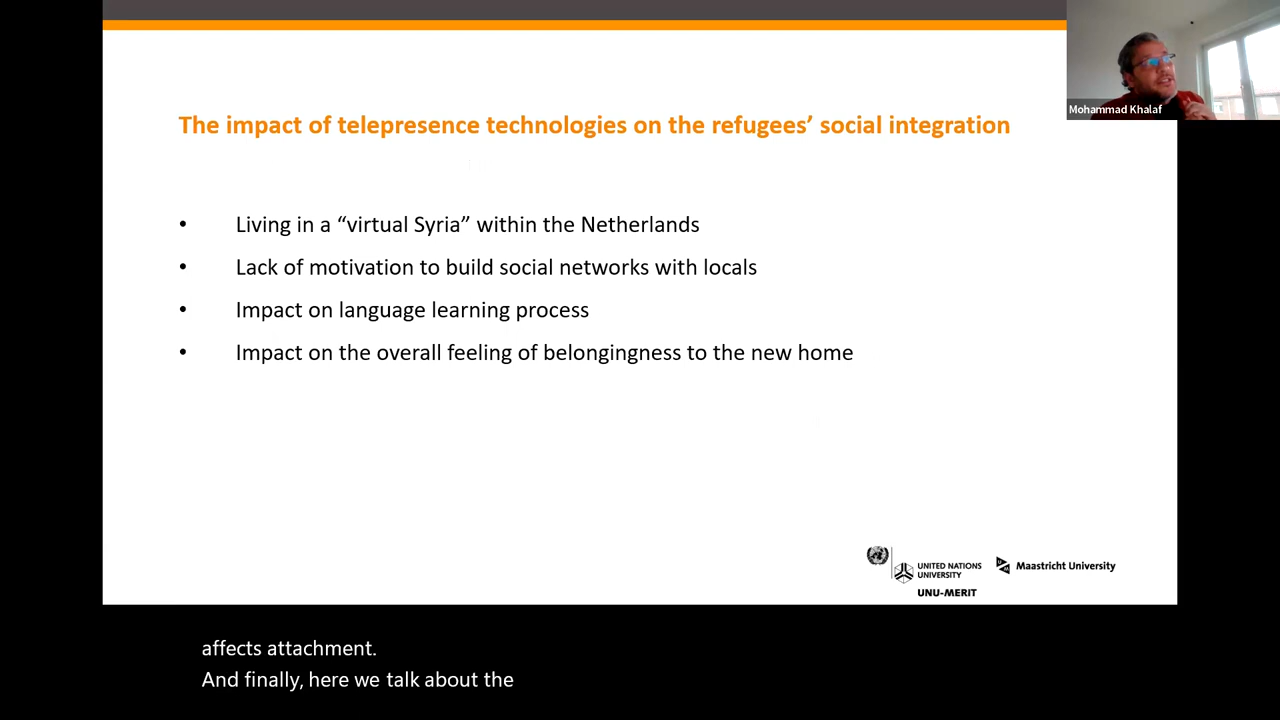 Mohammad Khalaf
The impact of telepresence technologies on the refugees’ social integration
• Living in a “virtual Syria” within the Netherlands
• Lack of motivation to build social networks with locals
• Impact on language learning process
• Impact on the overall feeling of belongingness to the new home
UNITED NATIONS
UNIVERSITY
UNU-MERIT
Maastricht University
affects attachment.
And finally, here we talk about the